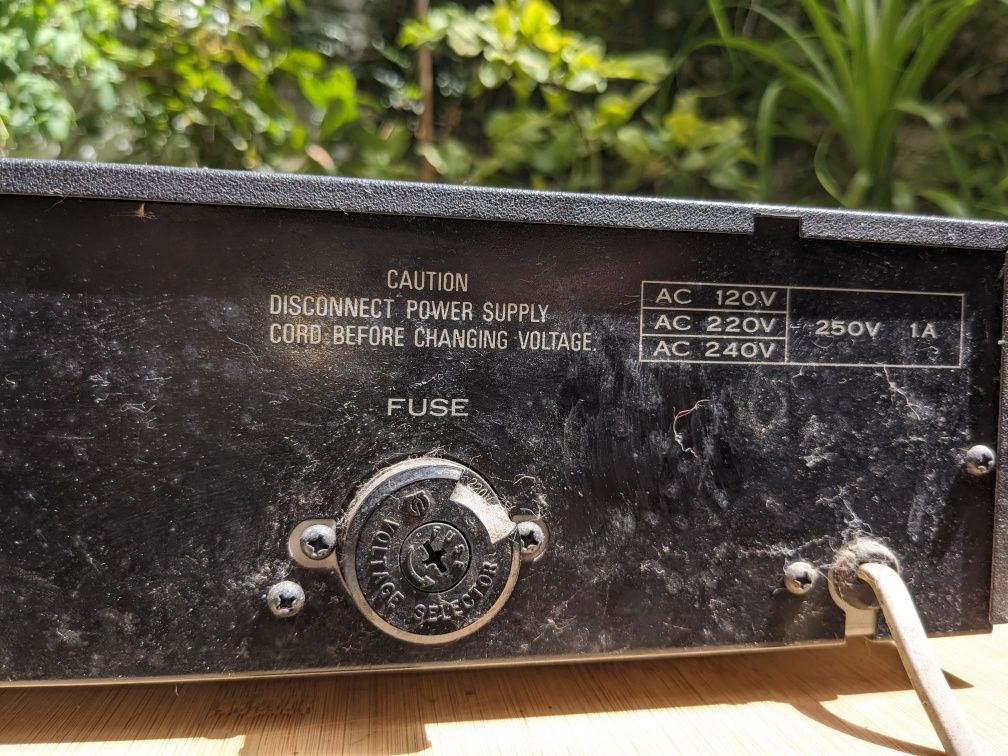 CAUTION
DISCONNECT POWER SUPPLY
CORD BEFORE CHANGING VOLTAGE.
AC 120V
AC 220V
AC 240V
250V 1A
FUSE
FUSE
VOLTAGE SELECTOR